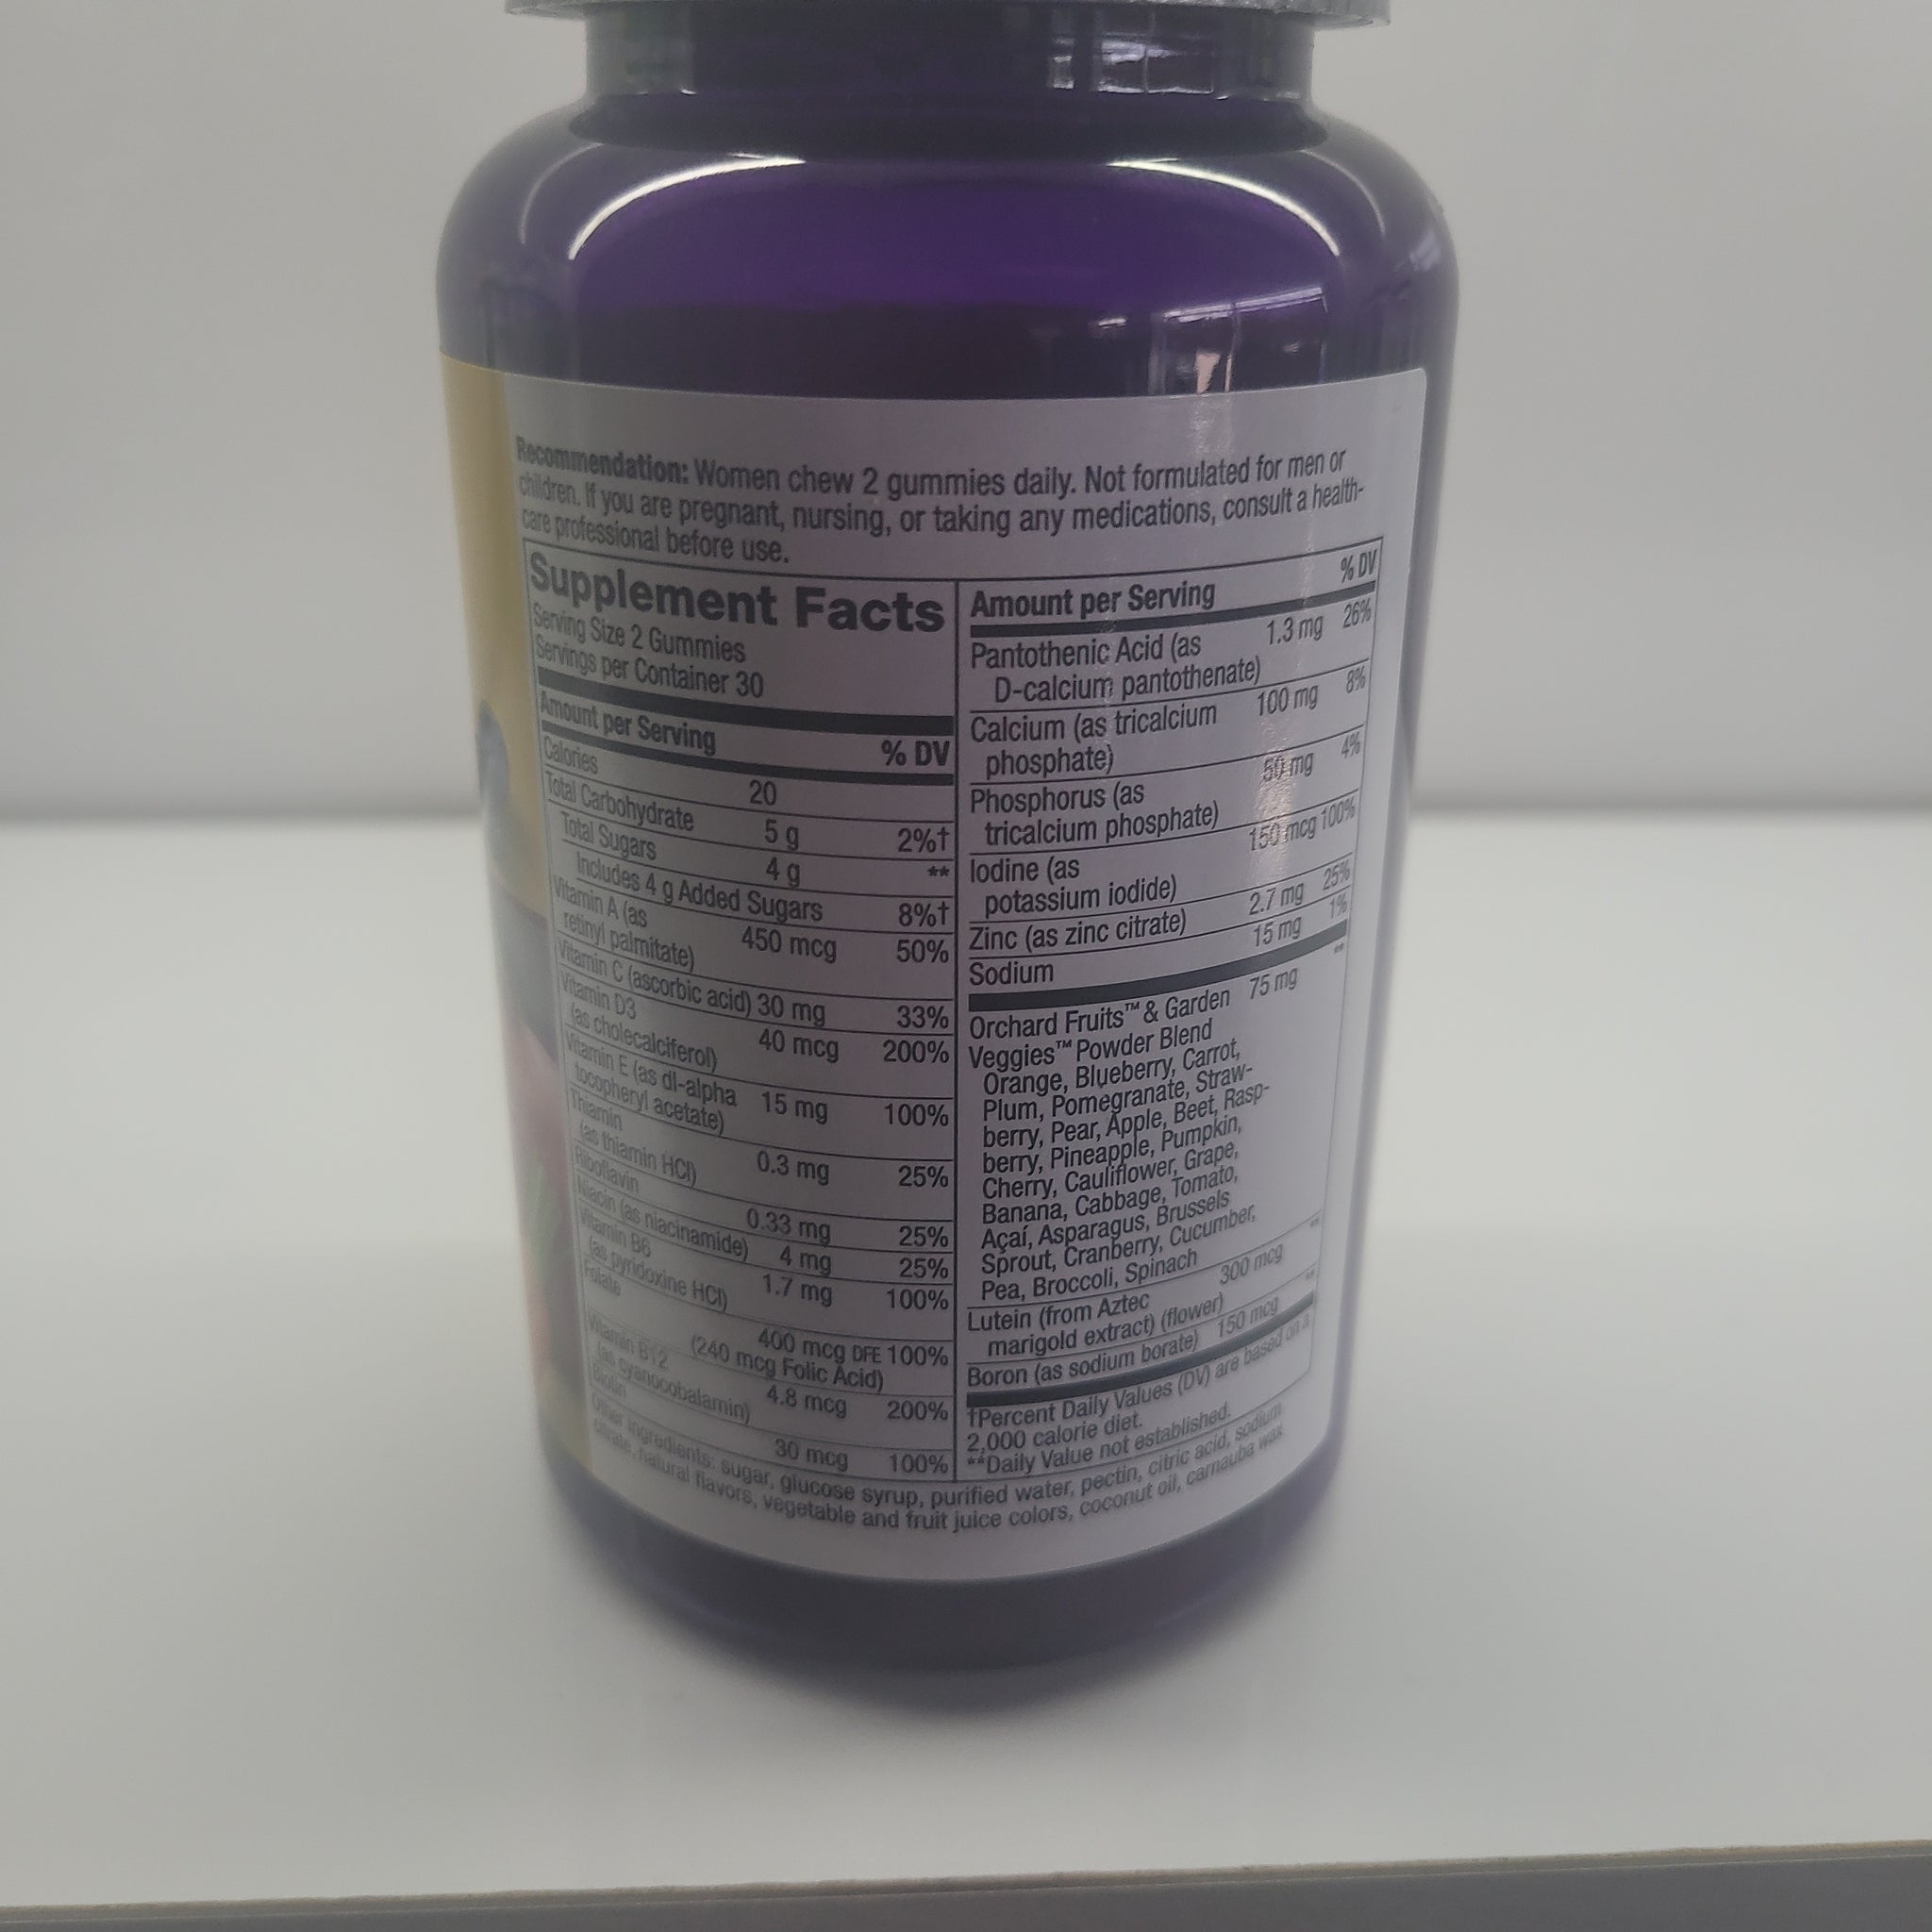 Recommendation: Women chew 2 gummies daily. Not formulated for men or
children. If you are pregnant, nursing, or taking any medications, consult a health-
care professional before use.
Supplement Facts
Serving Size 2 Gummies
Servings per Container 30
Amount per Serving % DV
Calories 20
Total Carbohydrate 5 g 2%†
Total Sugars 4 g **
Includes 4 g Added Sugars 8%†
Vitamin A (as
retinyl palmitate) 450 mcg 50%
Vitamin C (ascorbic acid) 30 mg 33%
Vitamin D3
(as cholecalciferol) 40 mcg 200%
Vitamin E (as dl-alpha
tocopheryl acetate) 15 mg 100%
Thiamin
(as thiamin HCl) 0.3 mg 25%
Riboflavin 0.33 mg 25%
Niacin (as niacinamide) 4 mg 25%
Vitamin B6
(as pyridoxine HCl) 1.7 mg 100%
Folate 400 mcg DFE 100%
(240 mcg Folic Acid)
Vitamin B12
(as cyanocobalamin) 4.8 mcg 200%
Biotin 30 mcg 100%
Amount per Serving % DV
Pantothenic Acid (as 1.3 mg 26%
D-calcium pantothenate)
Calcium (as tricalcium 100 mg 8%
phosphate)
Phosphorus (as 50 mg 4%
tricalcium phosphate)
Iodine (as 150 mcg 100%
potassium iodide)
Zinc (as zinc citrate) 2.7 mg 25%
Sodium 15 mg 1%
Orchard Fruits™ & Garden 75 mg **
Veggies™ Powder Blend
Orange, Blueberry, Carrot,
Plum, Pomegranate, Straw-
berry, Pear, Apple, Beet, Rasp-
berry, Pineapple, Pumpkin,
Cherry, Cauliflower, Grape,
Banana, Cabbage, Tomato,
Açaí, Asparagus, Brussels
Sprout, Cranberry, Cucumber,
Pea, Broccoli, Spinach
Lutein (from Aztec 300 mcg **
marigold extract) (flower)
Boron (as sodium borate) 150 mcg **
†Percent Daily Values (DV) are based on a
2,000 calorie diet.
**Daily Value not established.
Other ingredients: sugar, glucose syrup, purified water, pectin, citric acid, sodium
citrate, natural flavors, vegetable and fruit juice colors, coconut oil, carnauba wax